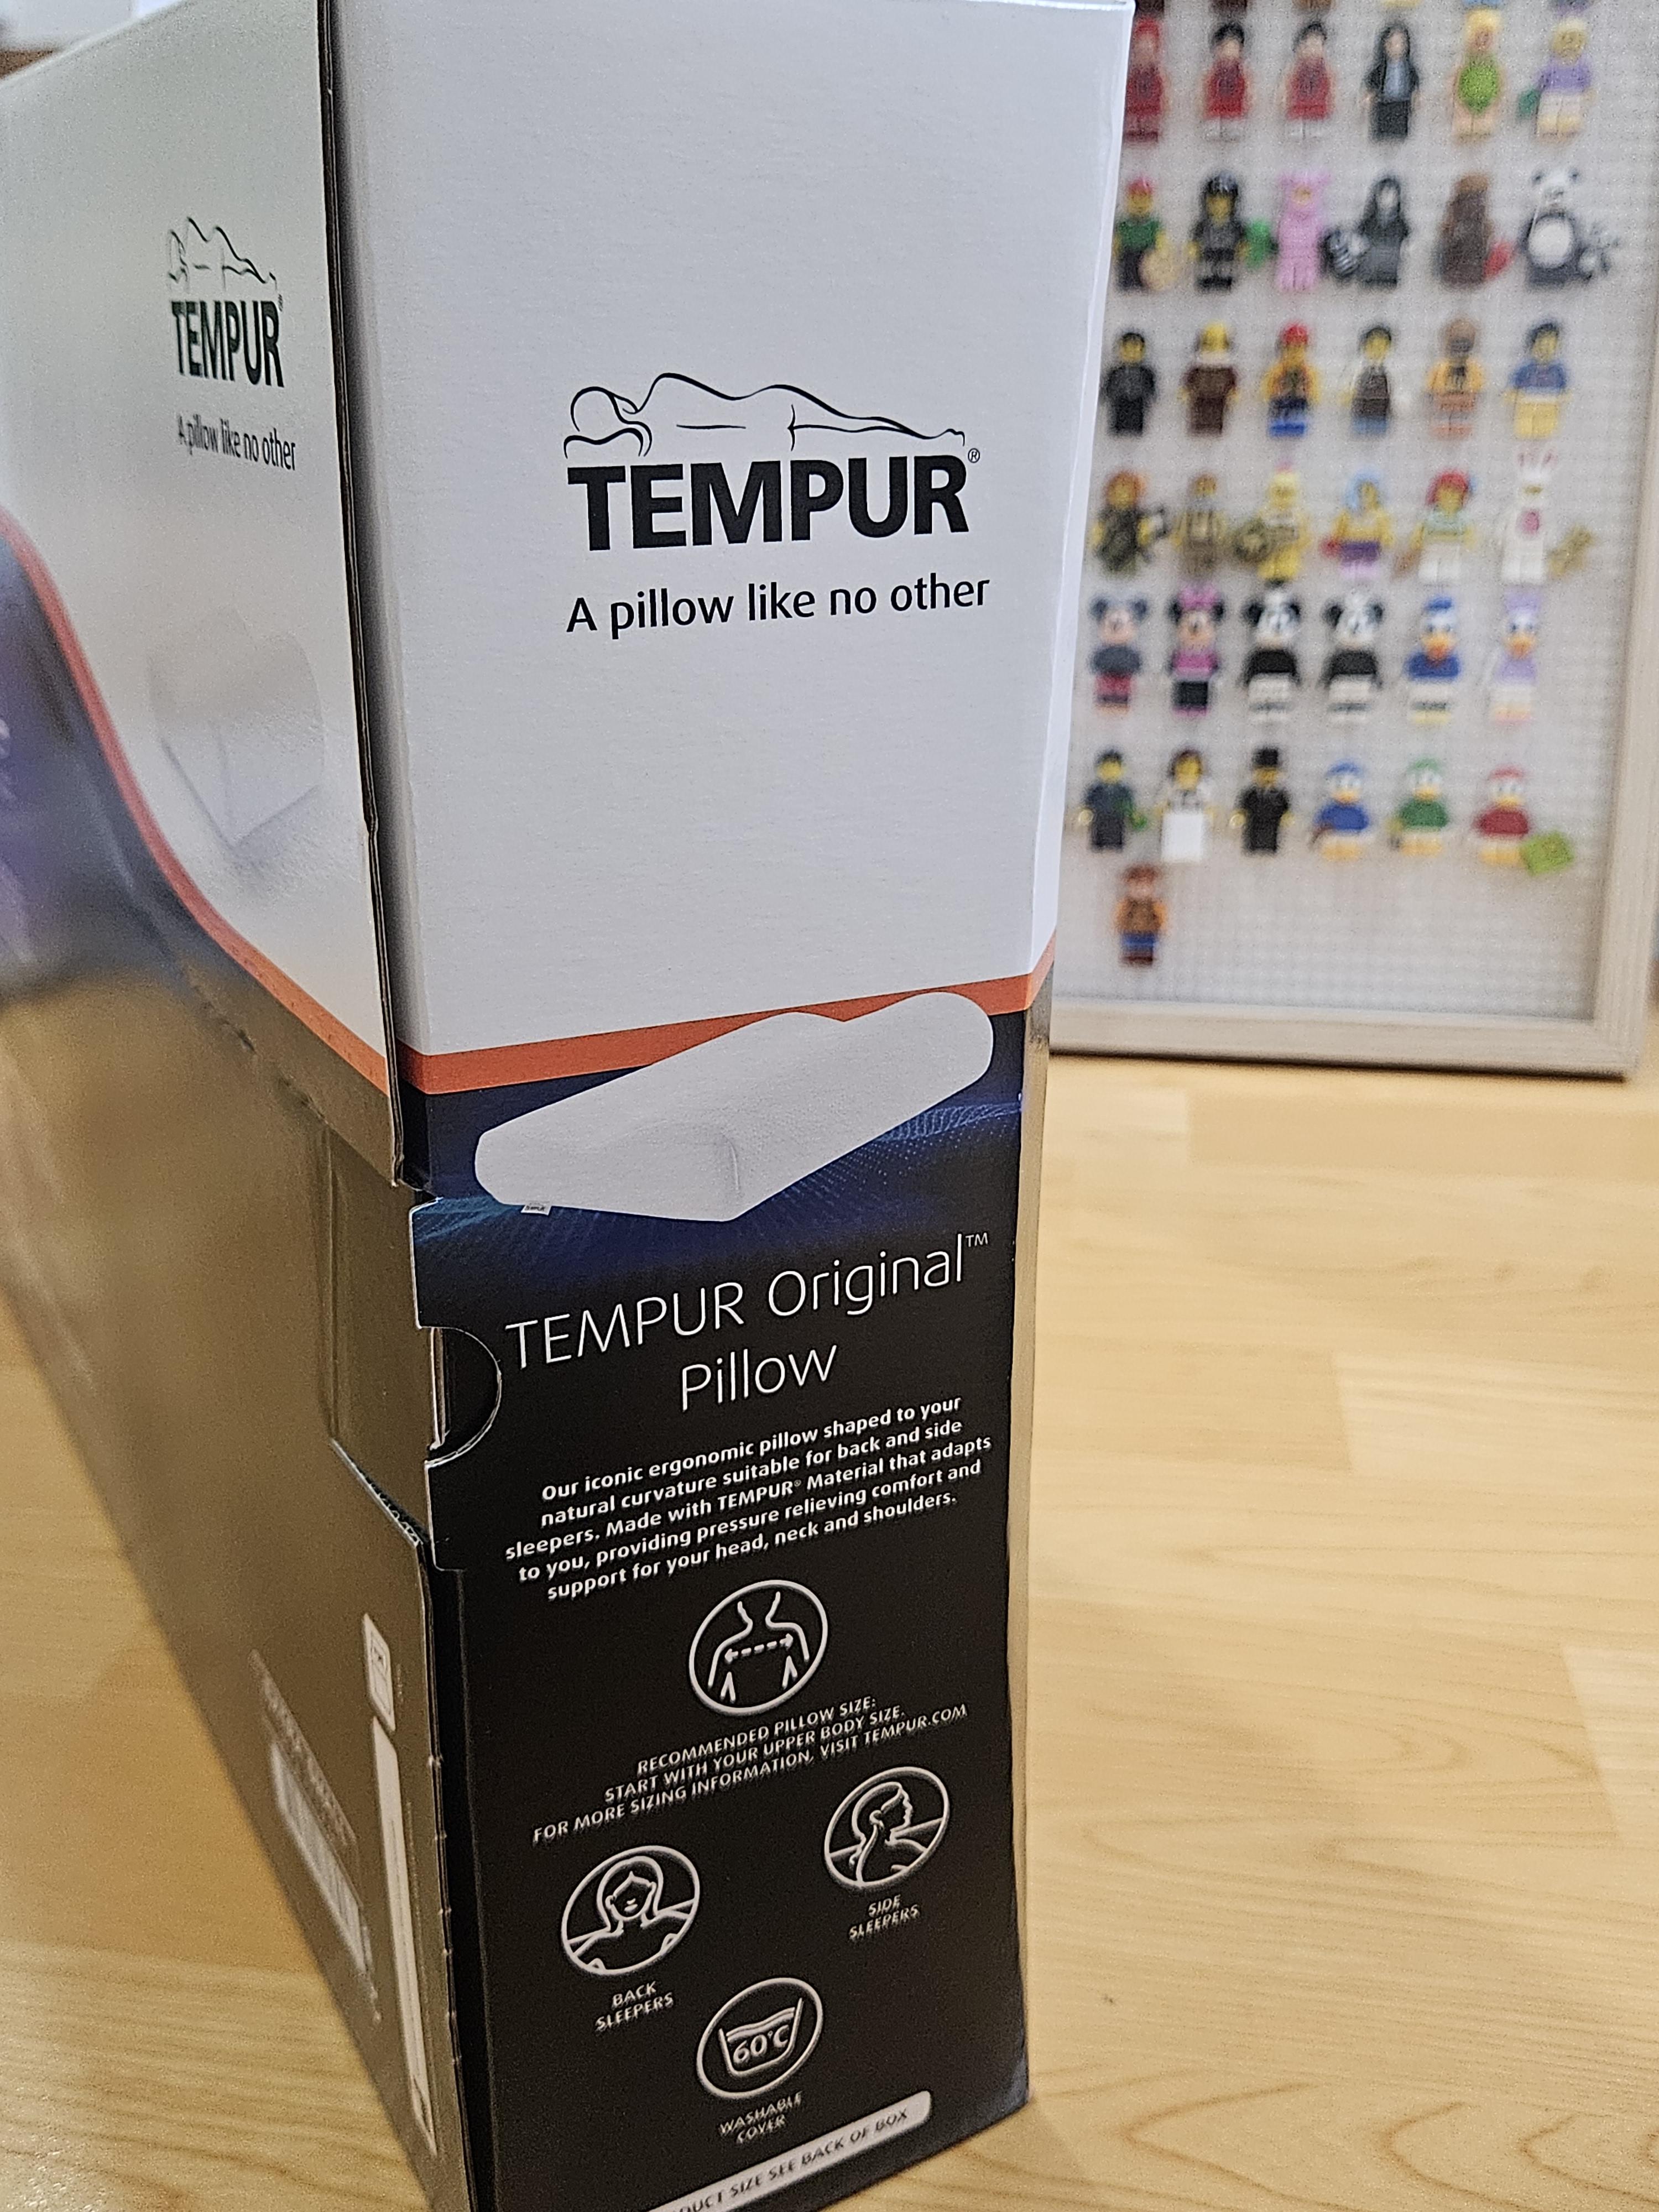 TEMPUR®
A pillow like no other
TEMPUR®
A pillow like no other
TEMPUR Original™
Pillow
Our iconic ergonomic pillow shaped to your
natural curvature suitable for back and side
sleepers. Made with TEMPUR® Material that adapts
to you, providing pressure relieving comfort and
support for your head, neck and shoulders.
RECOMMENDED PILLOW SIZE:
START WITH YOUR UPPER BODY SIZE.
FOR MORE SIZING INFORMATION, VISIT TEMPUR.COM
BACK
SLEEPERS
SIDE
SLEEPERS
60°C
WASHABLE
COVER
SIZE SEE BACK OF BOX